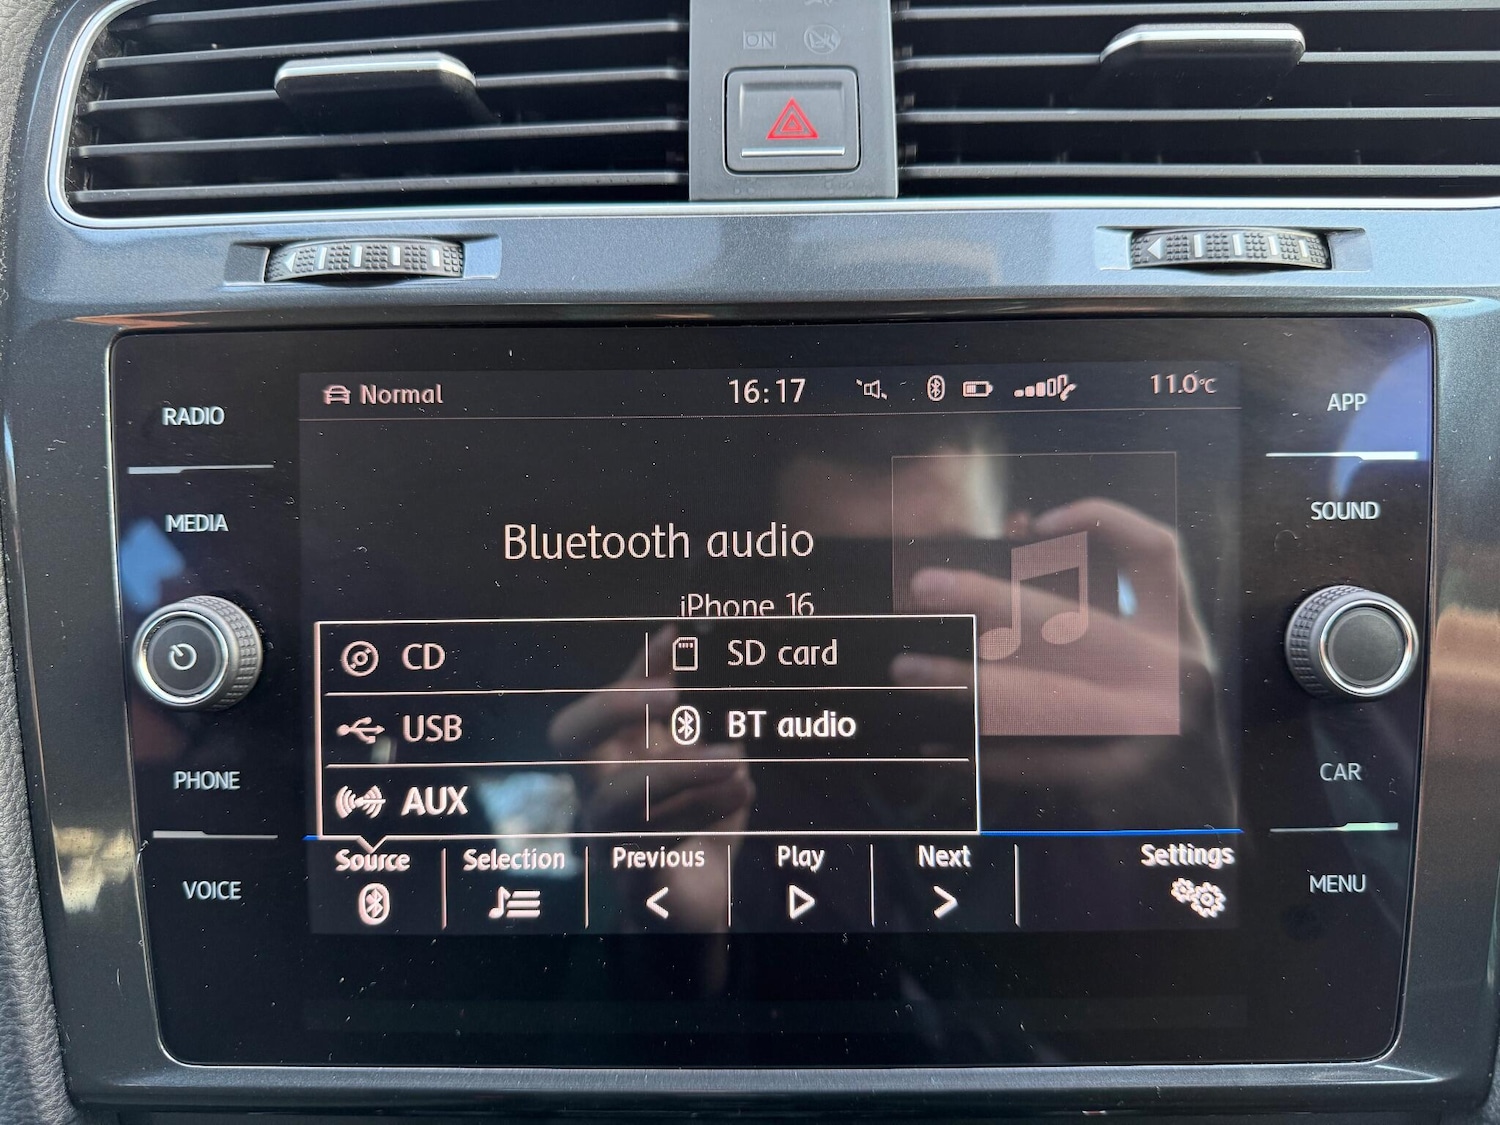 ON
RADIO
MEDIA
PHONE
VOICE
Normal
16:17
11.0°C
Bluetooth audio
iPhone 16
CD
SD card
USB
BT audio
AUX
Source
Selection
Previous
Play
Next
Settings
APP
SOUND
CAR
MENU